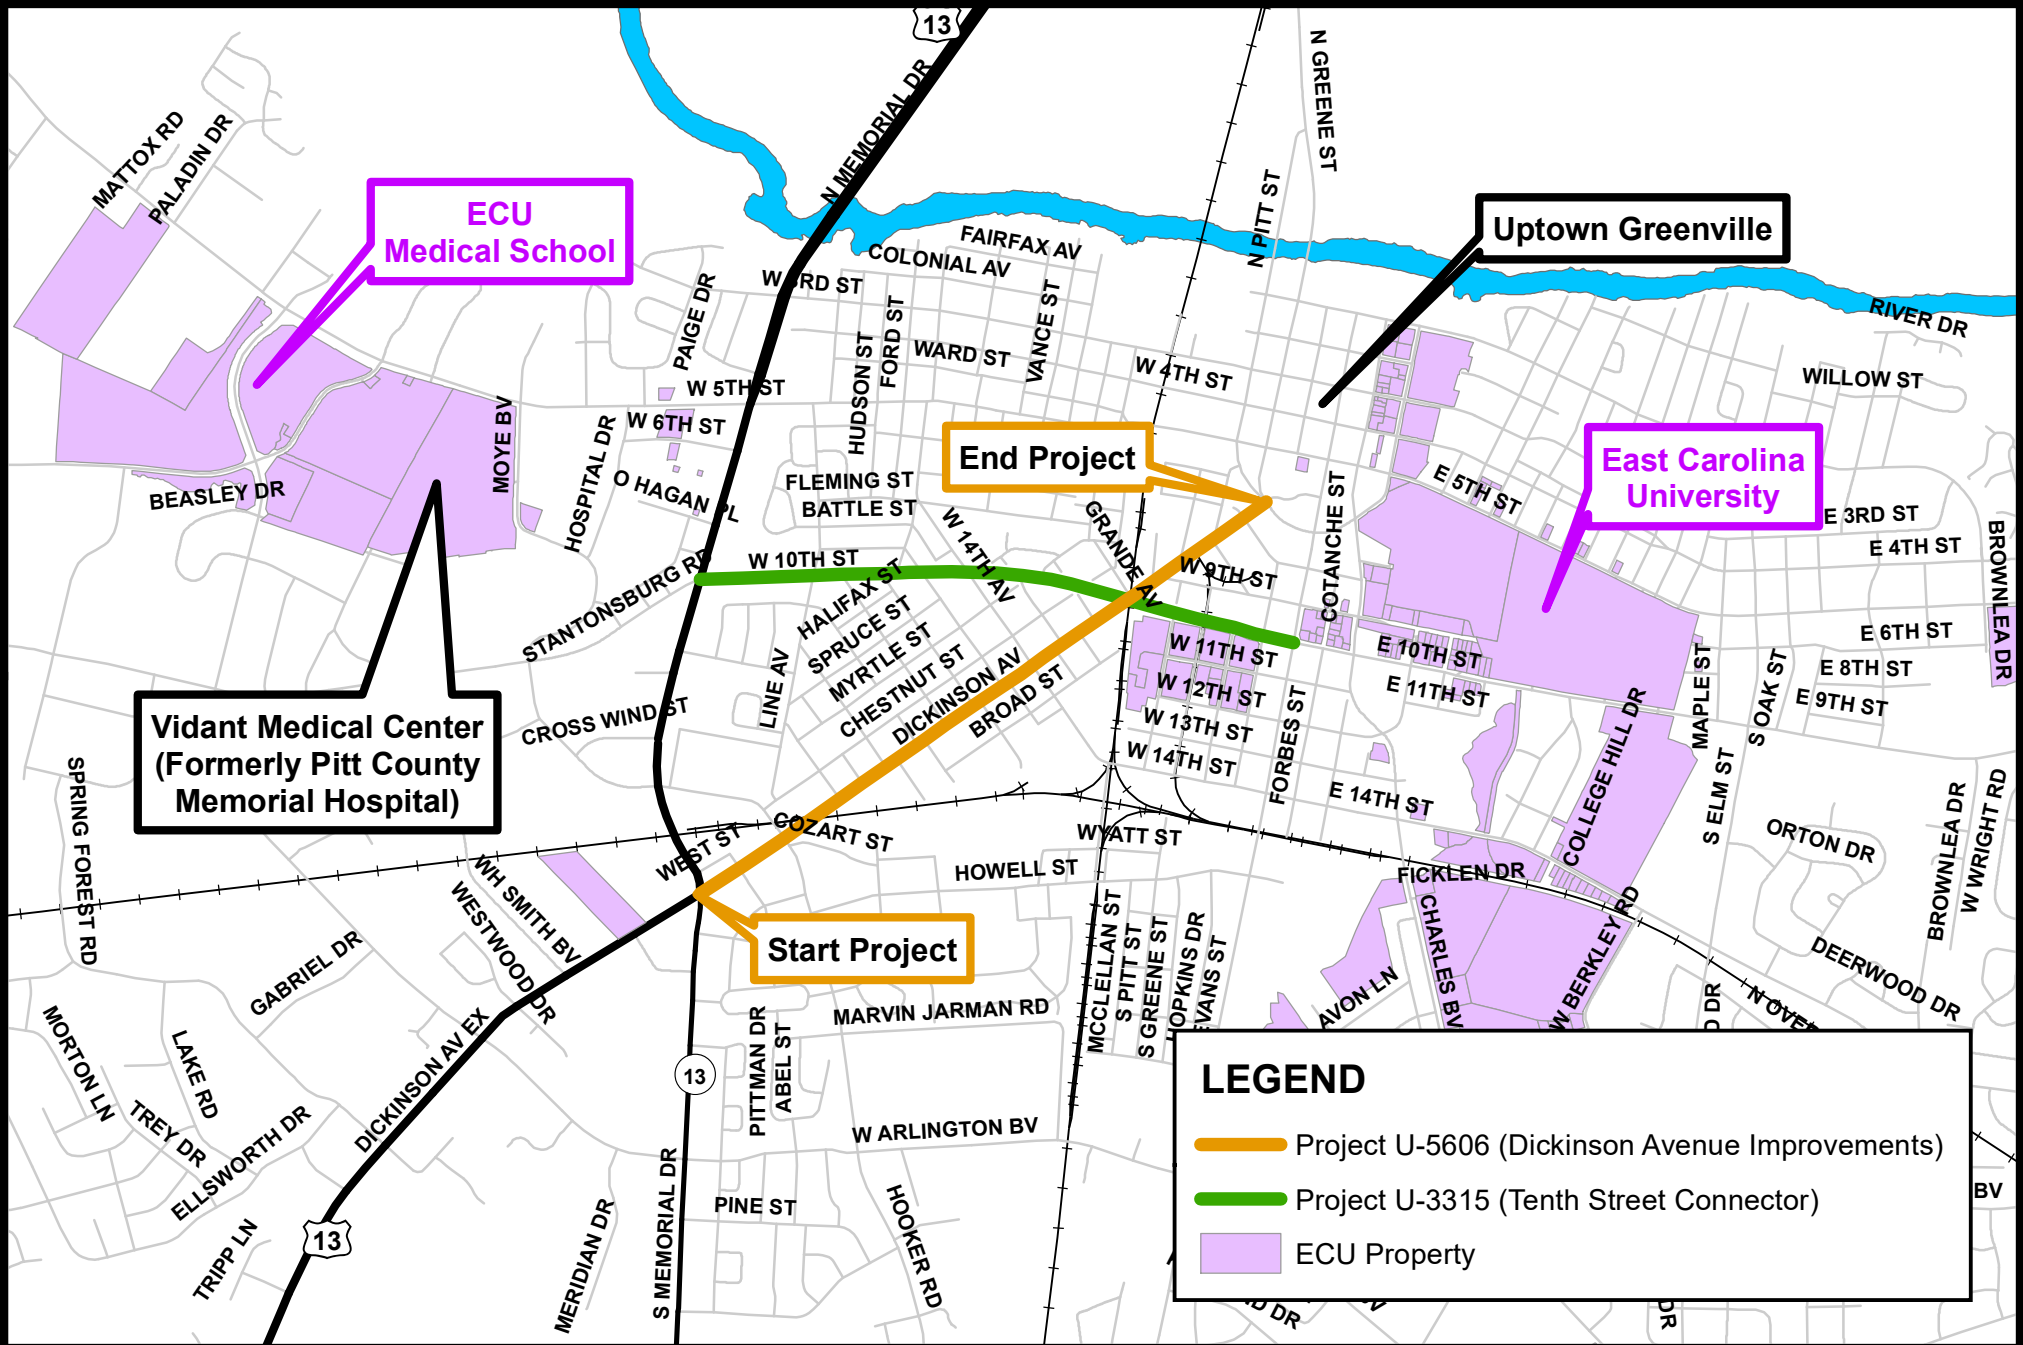 13
N MEMORIAL DR
N GREENE ST
MATTOX RD
PALADIN DR
ECU
Medical School
N PITT ST
Uptown Greenville
FAIRFAX AV
COLONIAL AV
W 3RD ST
PAIGE DR
FORD ST
HUDSON ST
VANCE ST
WARD ST
W 4TH ST
RIVER DR
WILLOW ST
W 5TH ST
W 6TH ST
MOYE BV
HOSPITAL DR
O HAGAN PL
BEASLEY DR
FLEMING ST
BATTLE ST
End Project
E 5TH ST
East Carolina
University
E 3RD ST
E 4TH ST
BROWNLEA DR
COTANCHE ST
GRANDE AV
W 14TH AV
W 10TH ST
STANTONSBURG RD
W 9TH ST
HALIFAX ST
SPRUCE ST
MYRTLE ST
CHESTNUT ST
DICKINSON AV
BROAD ST
LINE AV
CROSS WIND ST
W 11TH ST
W 12TH ST
W 13TH ST
W 14TH ST
FORBES ST
E 10TH ST
E 11TH ST
E 14TH ST
E 6TH ST
E 8TH ST
E 9TH ST
MAPLE ST
S OAK ST
S ELM ST
COLLEGE HILL DR
Vidant Medical Center
(Formerly Pitt County
Memorial Hospital)
SPRING FOREST RD
WEST ST
COZART ST
WYATT ST
HOWELL ST
FICKLEN DR
ORTON DR
BROWNLEA DR
W WRIGHT RD
WH SMITH BV
WESTWOOD DR
GABRIEL DR
Start Project
MCCLELLAN ST
S PITT ST
S GREENE ST
HOPKINS DR
EVANS ST
AVON LN
CHARLES BV
W BERKLEY RD
DEERWOOD DR
N OVER
D DR
MARVIN JARMAN RD
PITTMAN DR
ABEL ST
13
MORTON LN
LAKE RD
TREY DR
ELLSWORTH DR
DICKINSON AV EX
TRIPP LN
13
MERIDIAN DR
S MEMORIAL DR
PINE ST
W ARLINGTON BV
HOOKER RD
LEGEND
Project U-5606 (Dickinson Avenue Improvements)
Project U-3315 (Tenth Street Connector)
ECU Property
BV
DR
DR